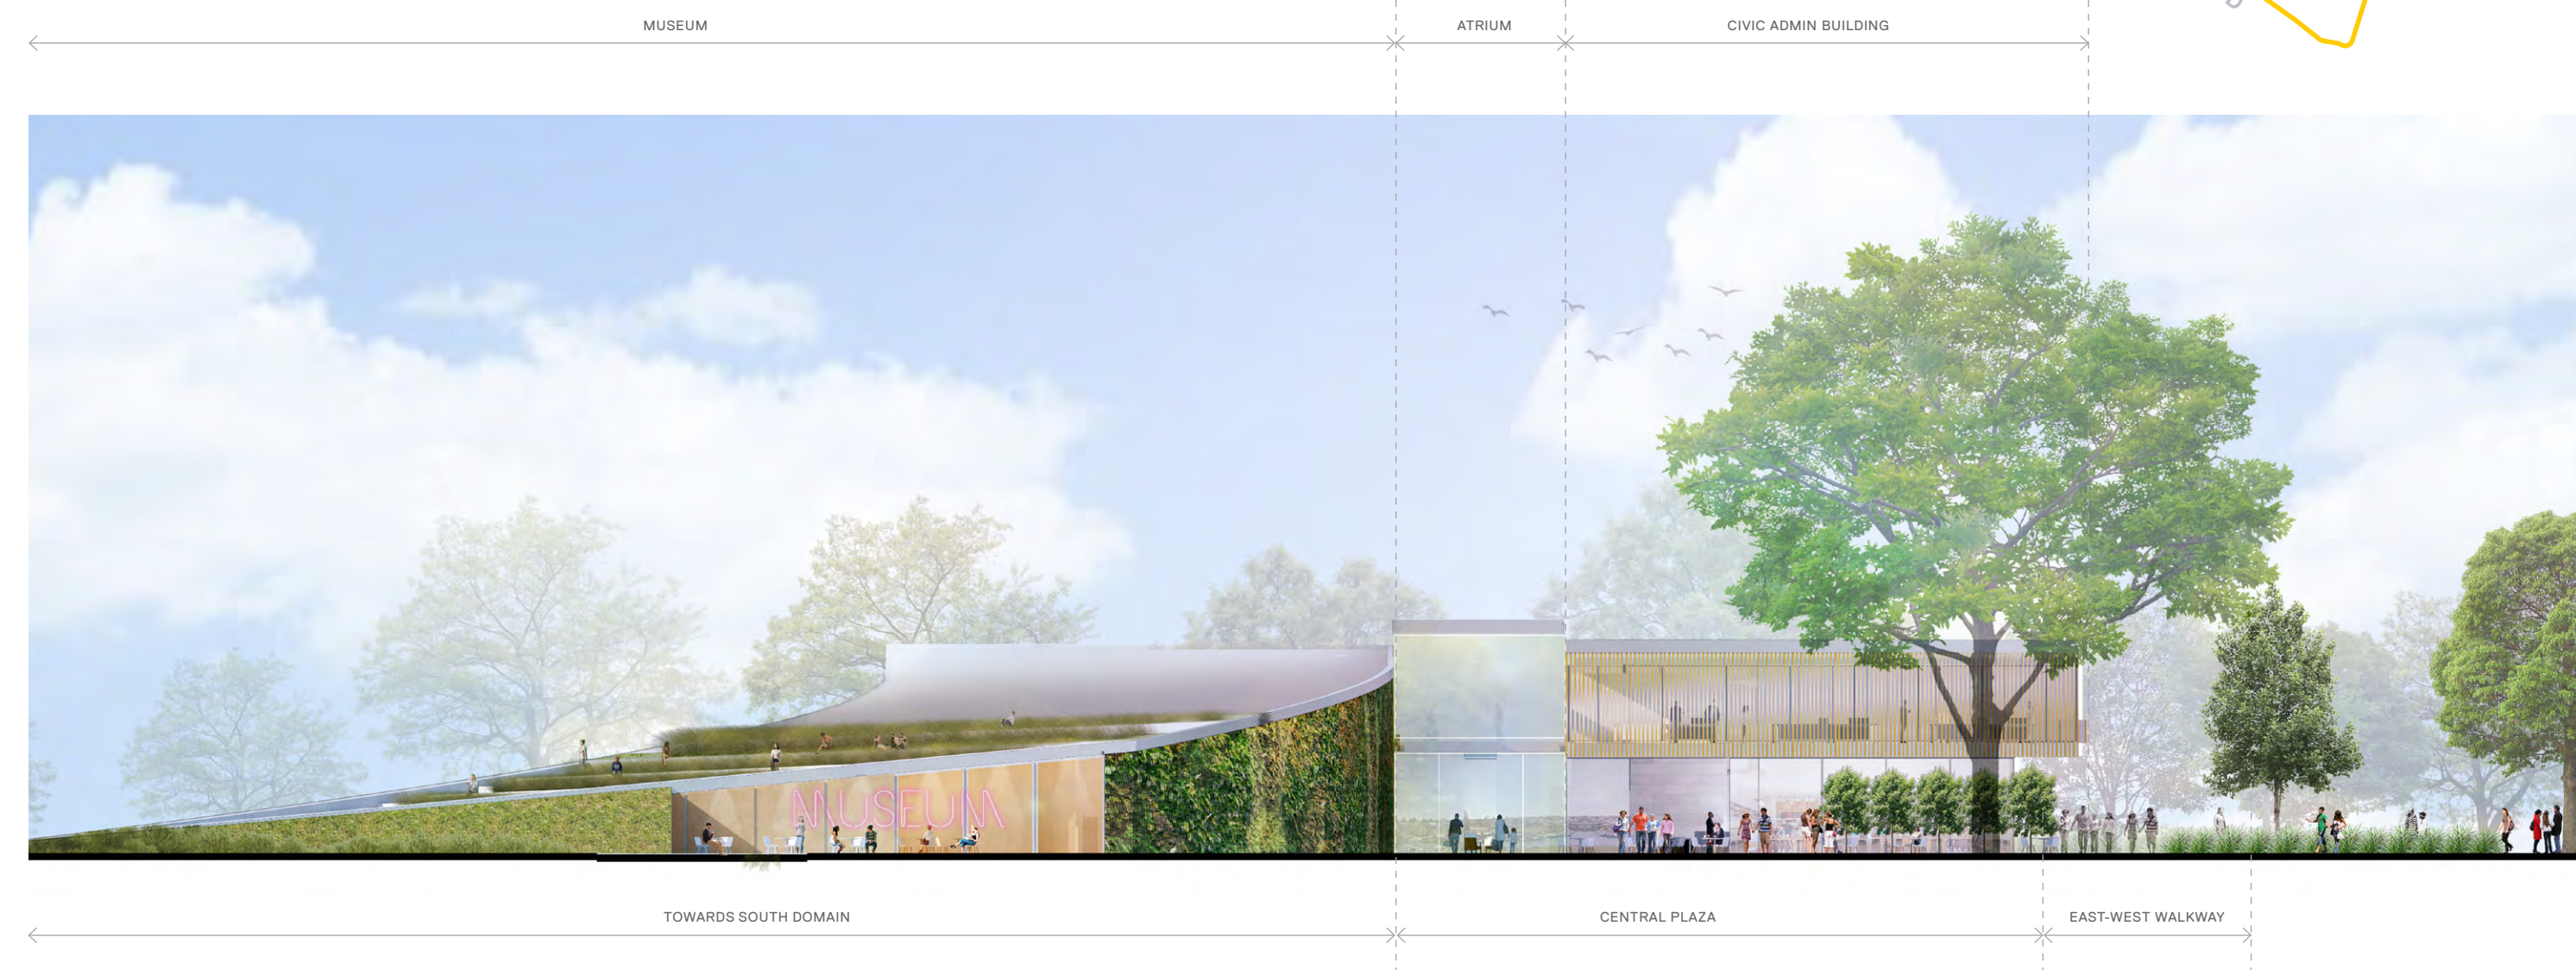 MUSEUM
ATRIUM
CIVIC ADMIN BUILDING
MUSEUM
TOWARDS SOUTH DOMAIN
CENTRAL PLAZA
EAST-WEST WALKWAY